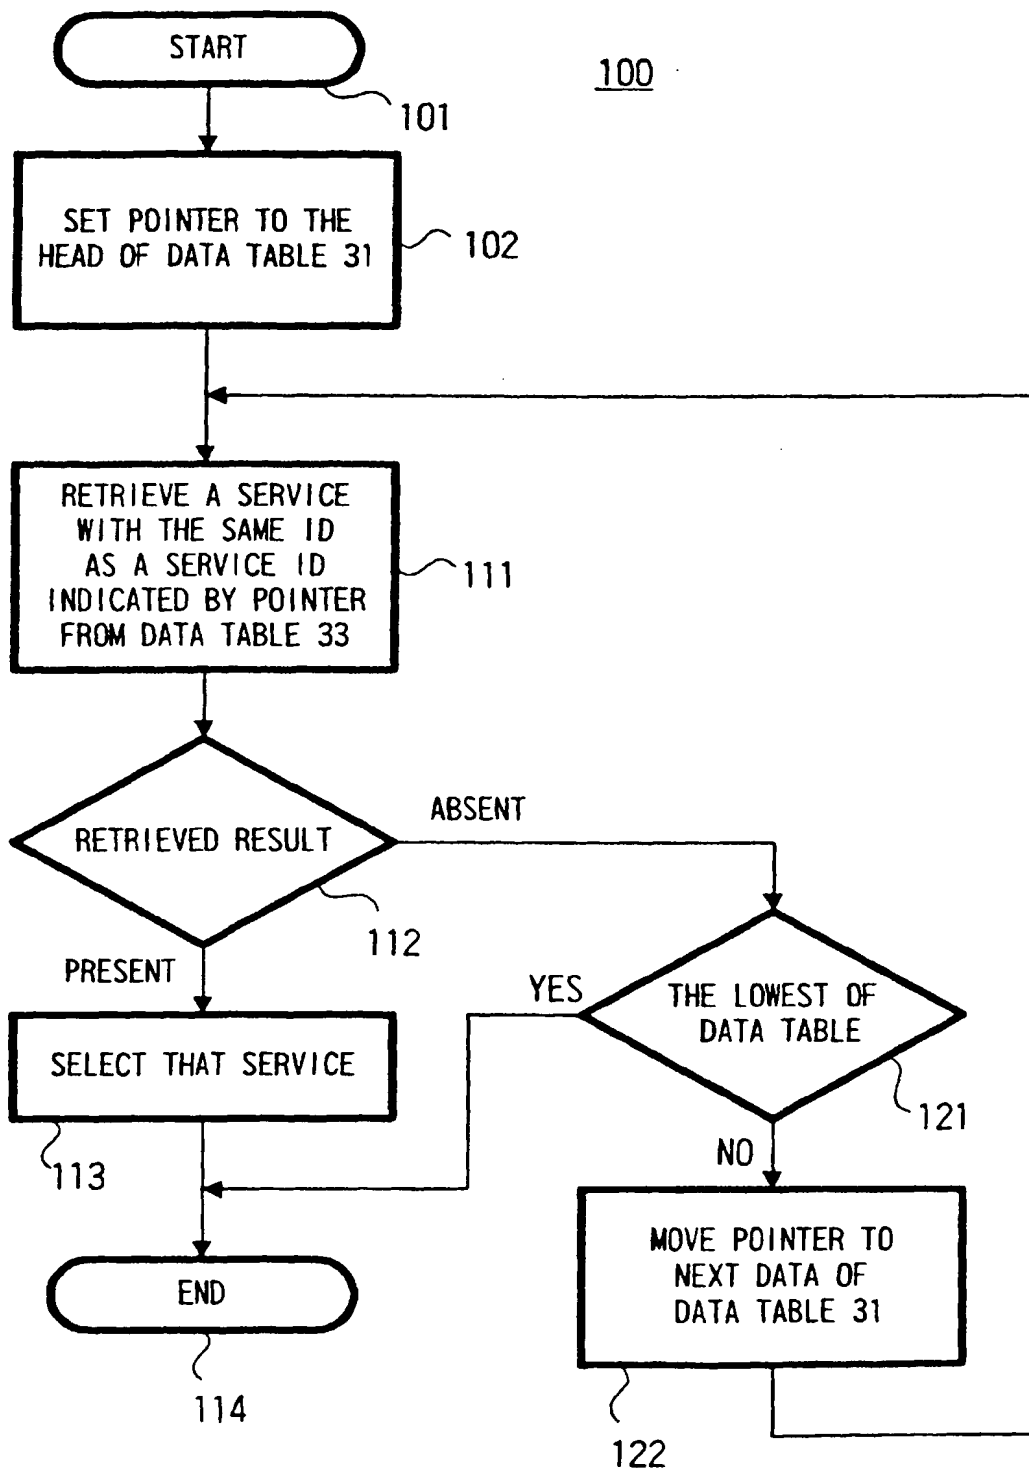 START
100
101
SET POINTER TO THE
HEAD OF DATA TABLE 31
102
RETRIEVE A SERVICE
WITH THE SAME ID
AS A SERVICE ID
INDICATED BY POINTER
FROM DATA TABLE 33
111
RETRIEVED RESULT
ABSENT
112
PRESENT
SELECT THAT SERVICE
113
YES
THE LOWEST OF
DATA TABLE
121
NO
MOVE POINTER TO
NEXT DATA OF
DATA TABLE 31
122
END
114